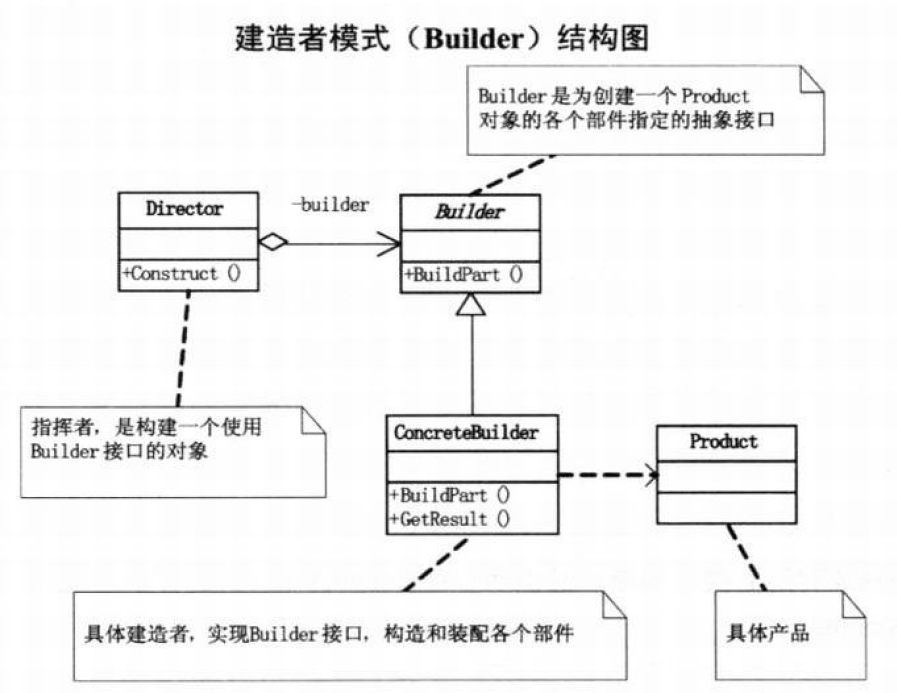 建造者模式（Builder）结构图
Builder是为创建一个Product
对象的各个部件指定的抽象接口
Director
-builder
Builder
+Construct()
+BuildPart()
指挥者，是构建一个使用
Builder接口的对象
ConcreteBuilder
Product
+BuildPart()
+GetResult()
具体建造者，实现Builder接口，构造和装配各个部件
具体产品